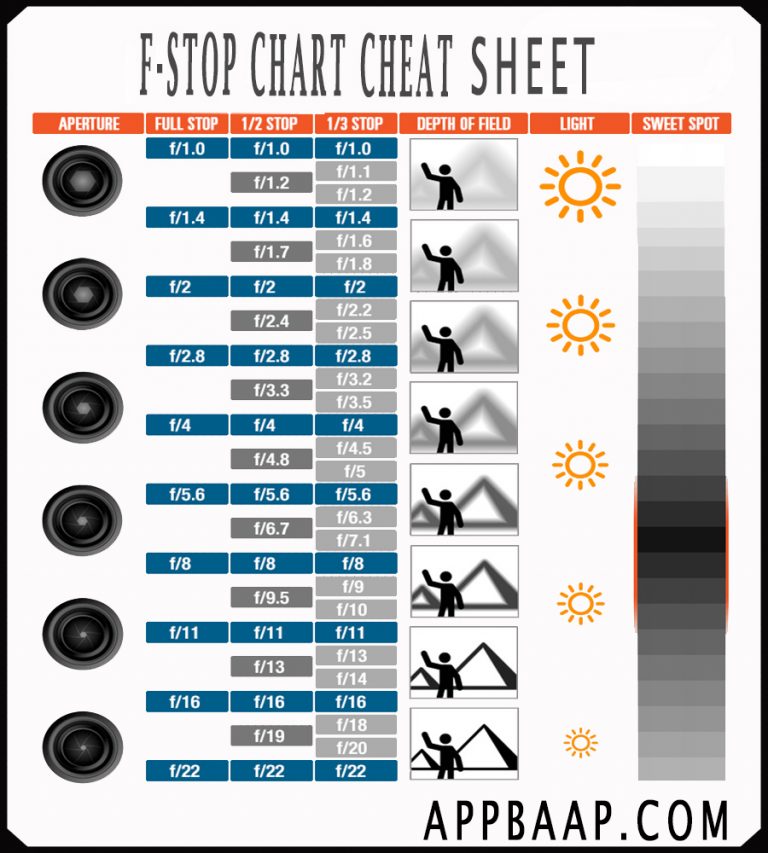 F-STOP CHART CHEAT SHEET
APERTURE FULL STOP 1/2 STOP 1/3 STOP DEPTH OF FIELD LIGHT SWEET SPOT
f/1.0 f/1.0 f/1.0
f/1.1
f/1.2
f/1.2
f/1.4 f/1.4 f/1.4
f/1.6
f/1.7
f/1.8
f/2 f/2 f/2
f/2.2
f/2.4
f/2.5
f/2.8 f/2.8 f/2.8
f/3.2
f/3.3
f/3.5
f/4 f/4 f/4
f/4.5
f/4.8
f/5
f/5.6 f/5.6 f/5.6
f/6.3
f/6.7
f/7.1
f/8 f/8 f/8
f/9
f/9.5
f/10
f/11 f/11 f/11
f/13
f/13
f/14
f/16 f/16 f/16
f/18
f/19
f/20
f/22 f/22 f/22
APPBAAP.COM